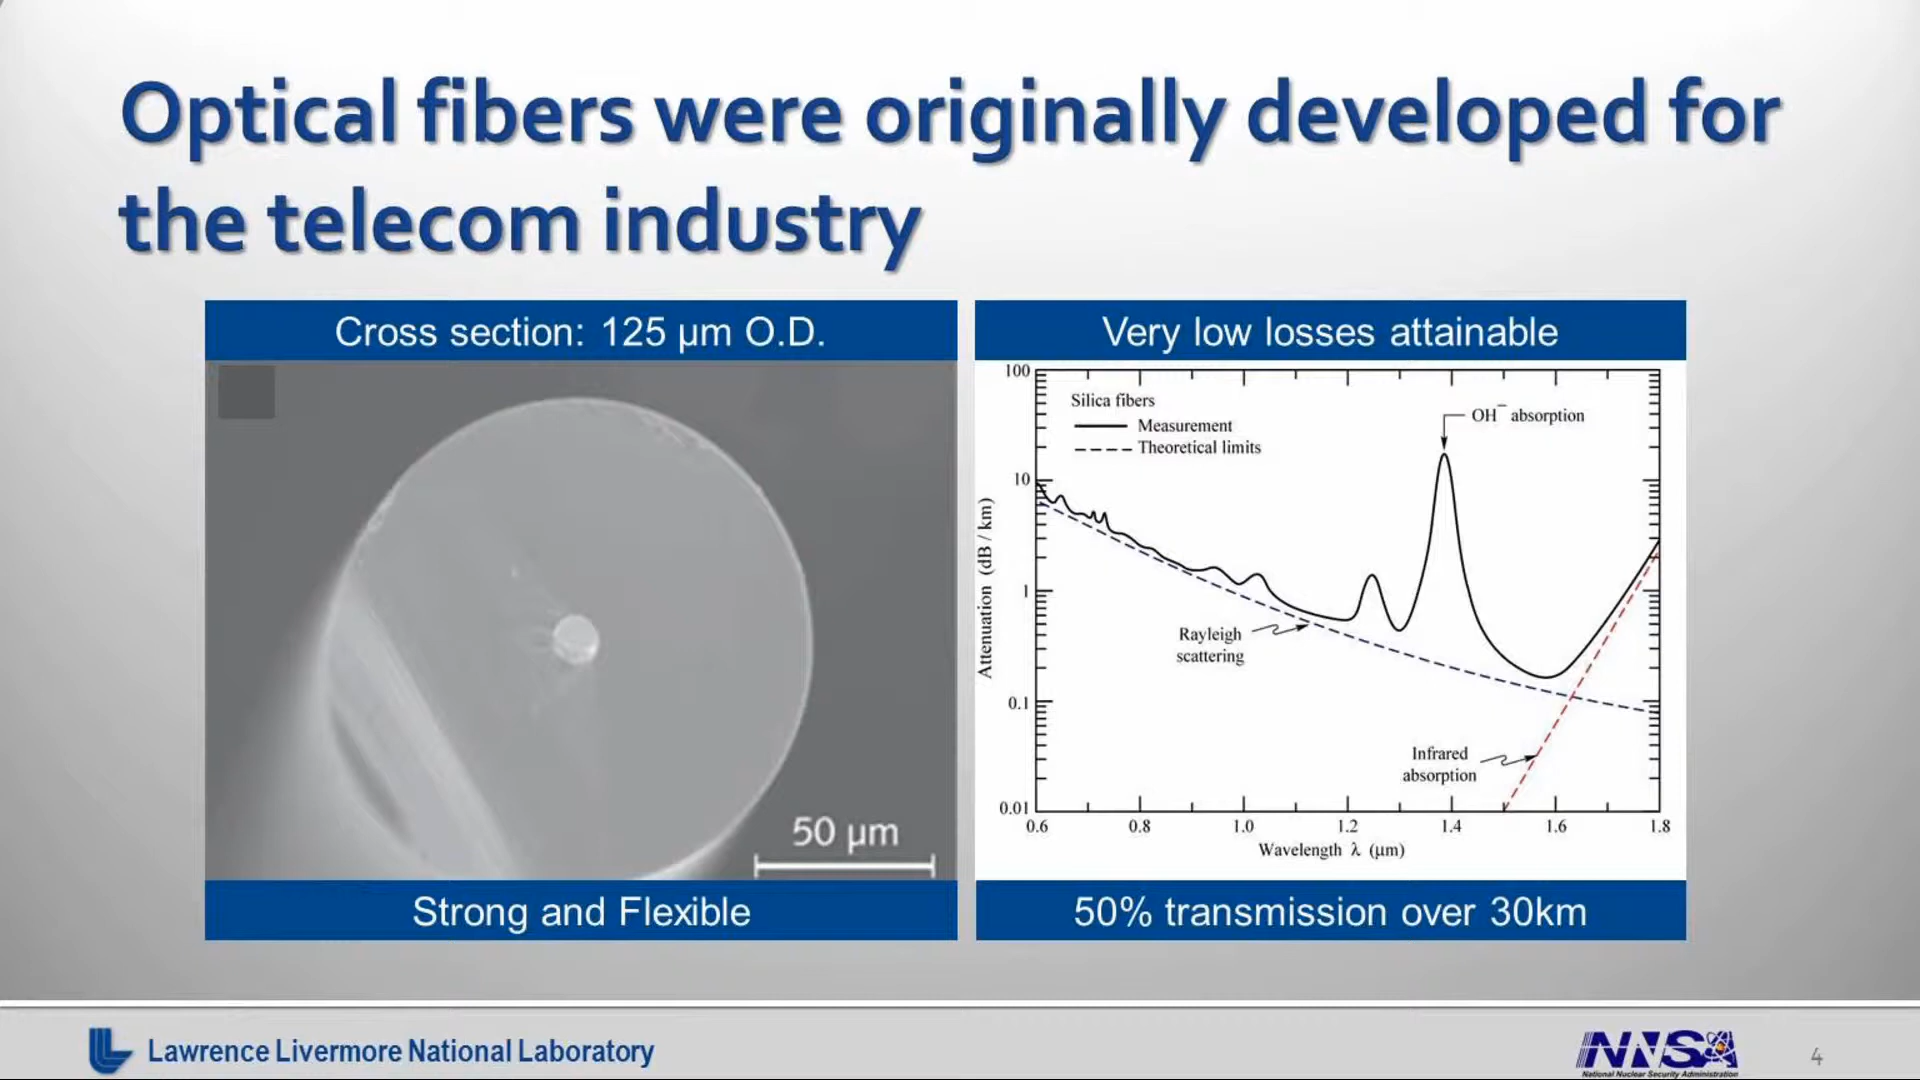 Optical fibers were originally developed for
the telecom industry
Cross section: 125 µm O.D.
50 µm
Strong and Flexible
Very low losses attainable
Silica fibers
Measurement
Theoretical limits
OH⁻ absorption
Rayleigh
scattering
Infrared
absorption
Attenuation (dB / km)
100
10
1
0.1
0.01
0.6 0.8 1.0 1.2 1.4 1.6 1.8
Wavelength λ (µm)
50% transmission over 30km
Lawrence Livermore National Laboratory
NNSA
National Nuclear Security Administration
4